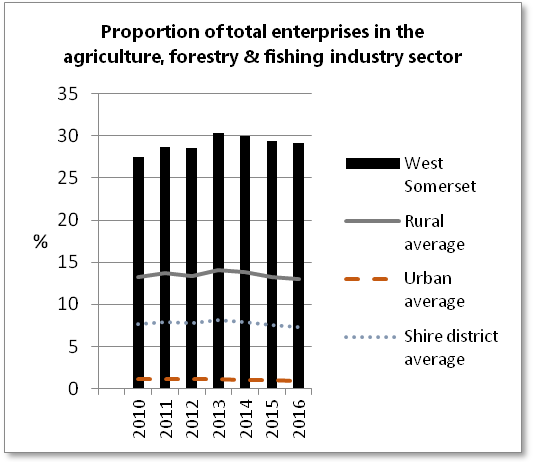 Proportion of total enterprises in the
agriculture, forestry & fishing industry sector
35
30
25
20
15
10
5
0
%
2010
2011
2012
2013
2014
2015
2016
West
Somerset
Rural
average
Urban
average
Shire district
average